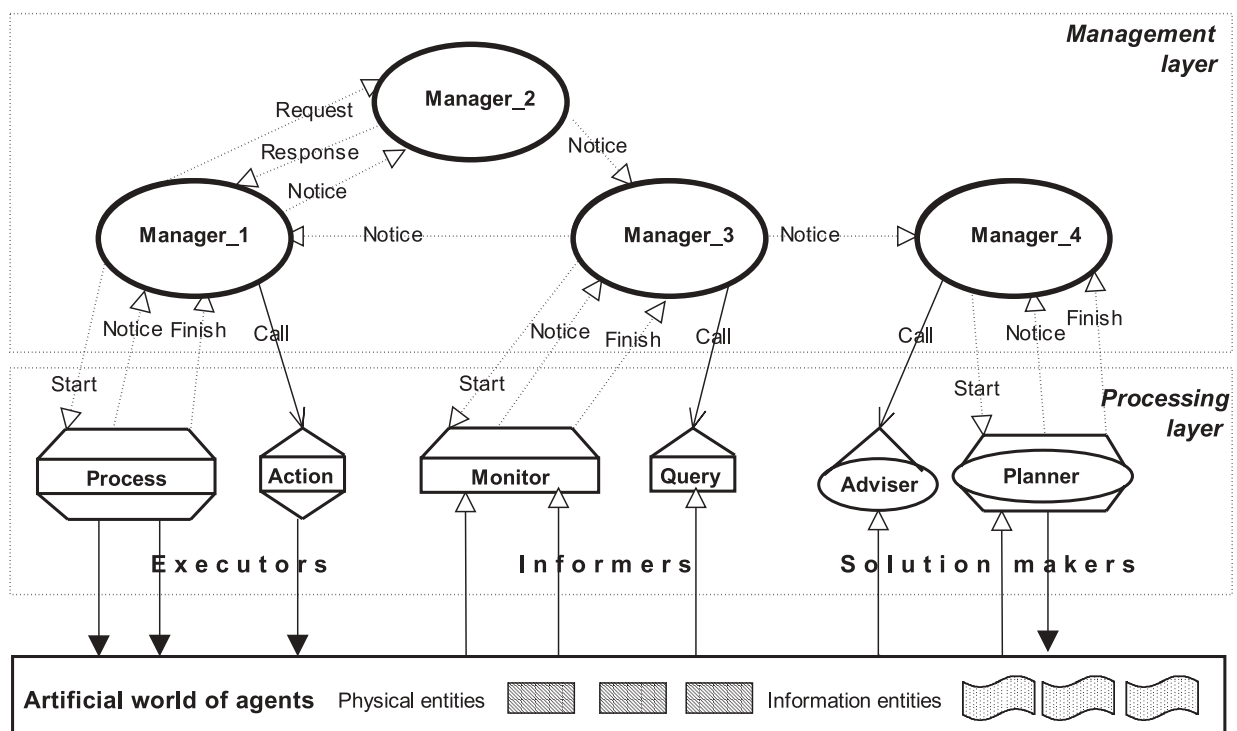 Management
layer
Manager_2
Request
Response
Notice
Notice
Manager_1
Notice
Manager_3
Notice
Manager_4
Notice
Finish
Call
Notice
Finish
Call
Call
Notice
Finish
Start
Start
Start
Processing
layer
Process
Action
Monitor
Query
Adviser
Planner
Executors
Informers
Solution makers
Artificial world of agents
Physical entities
Information entities